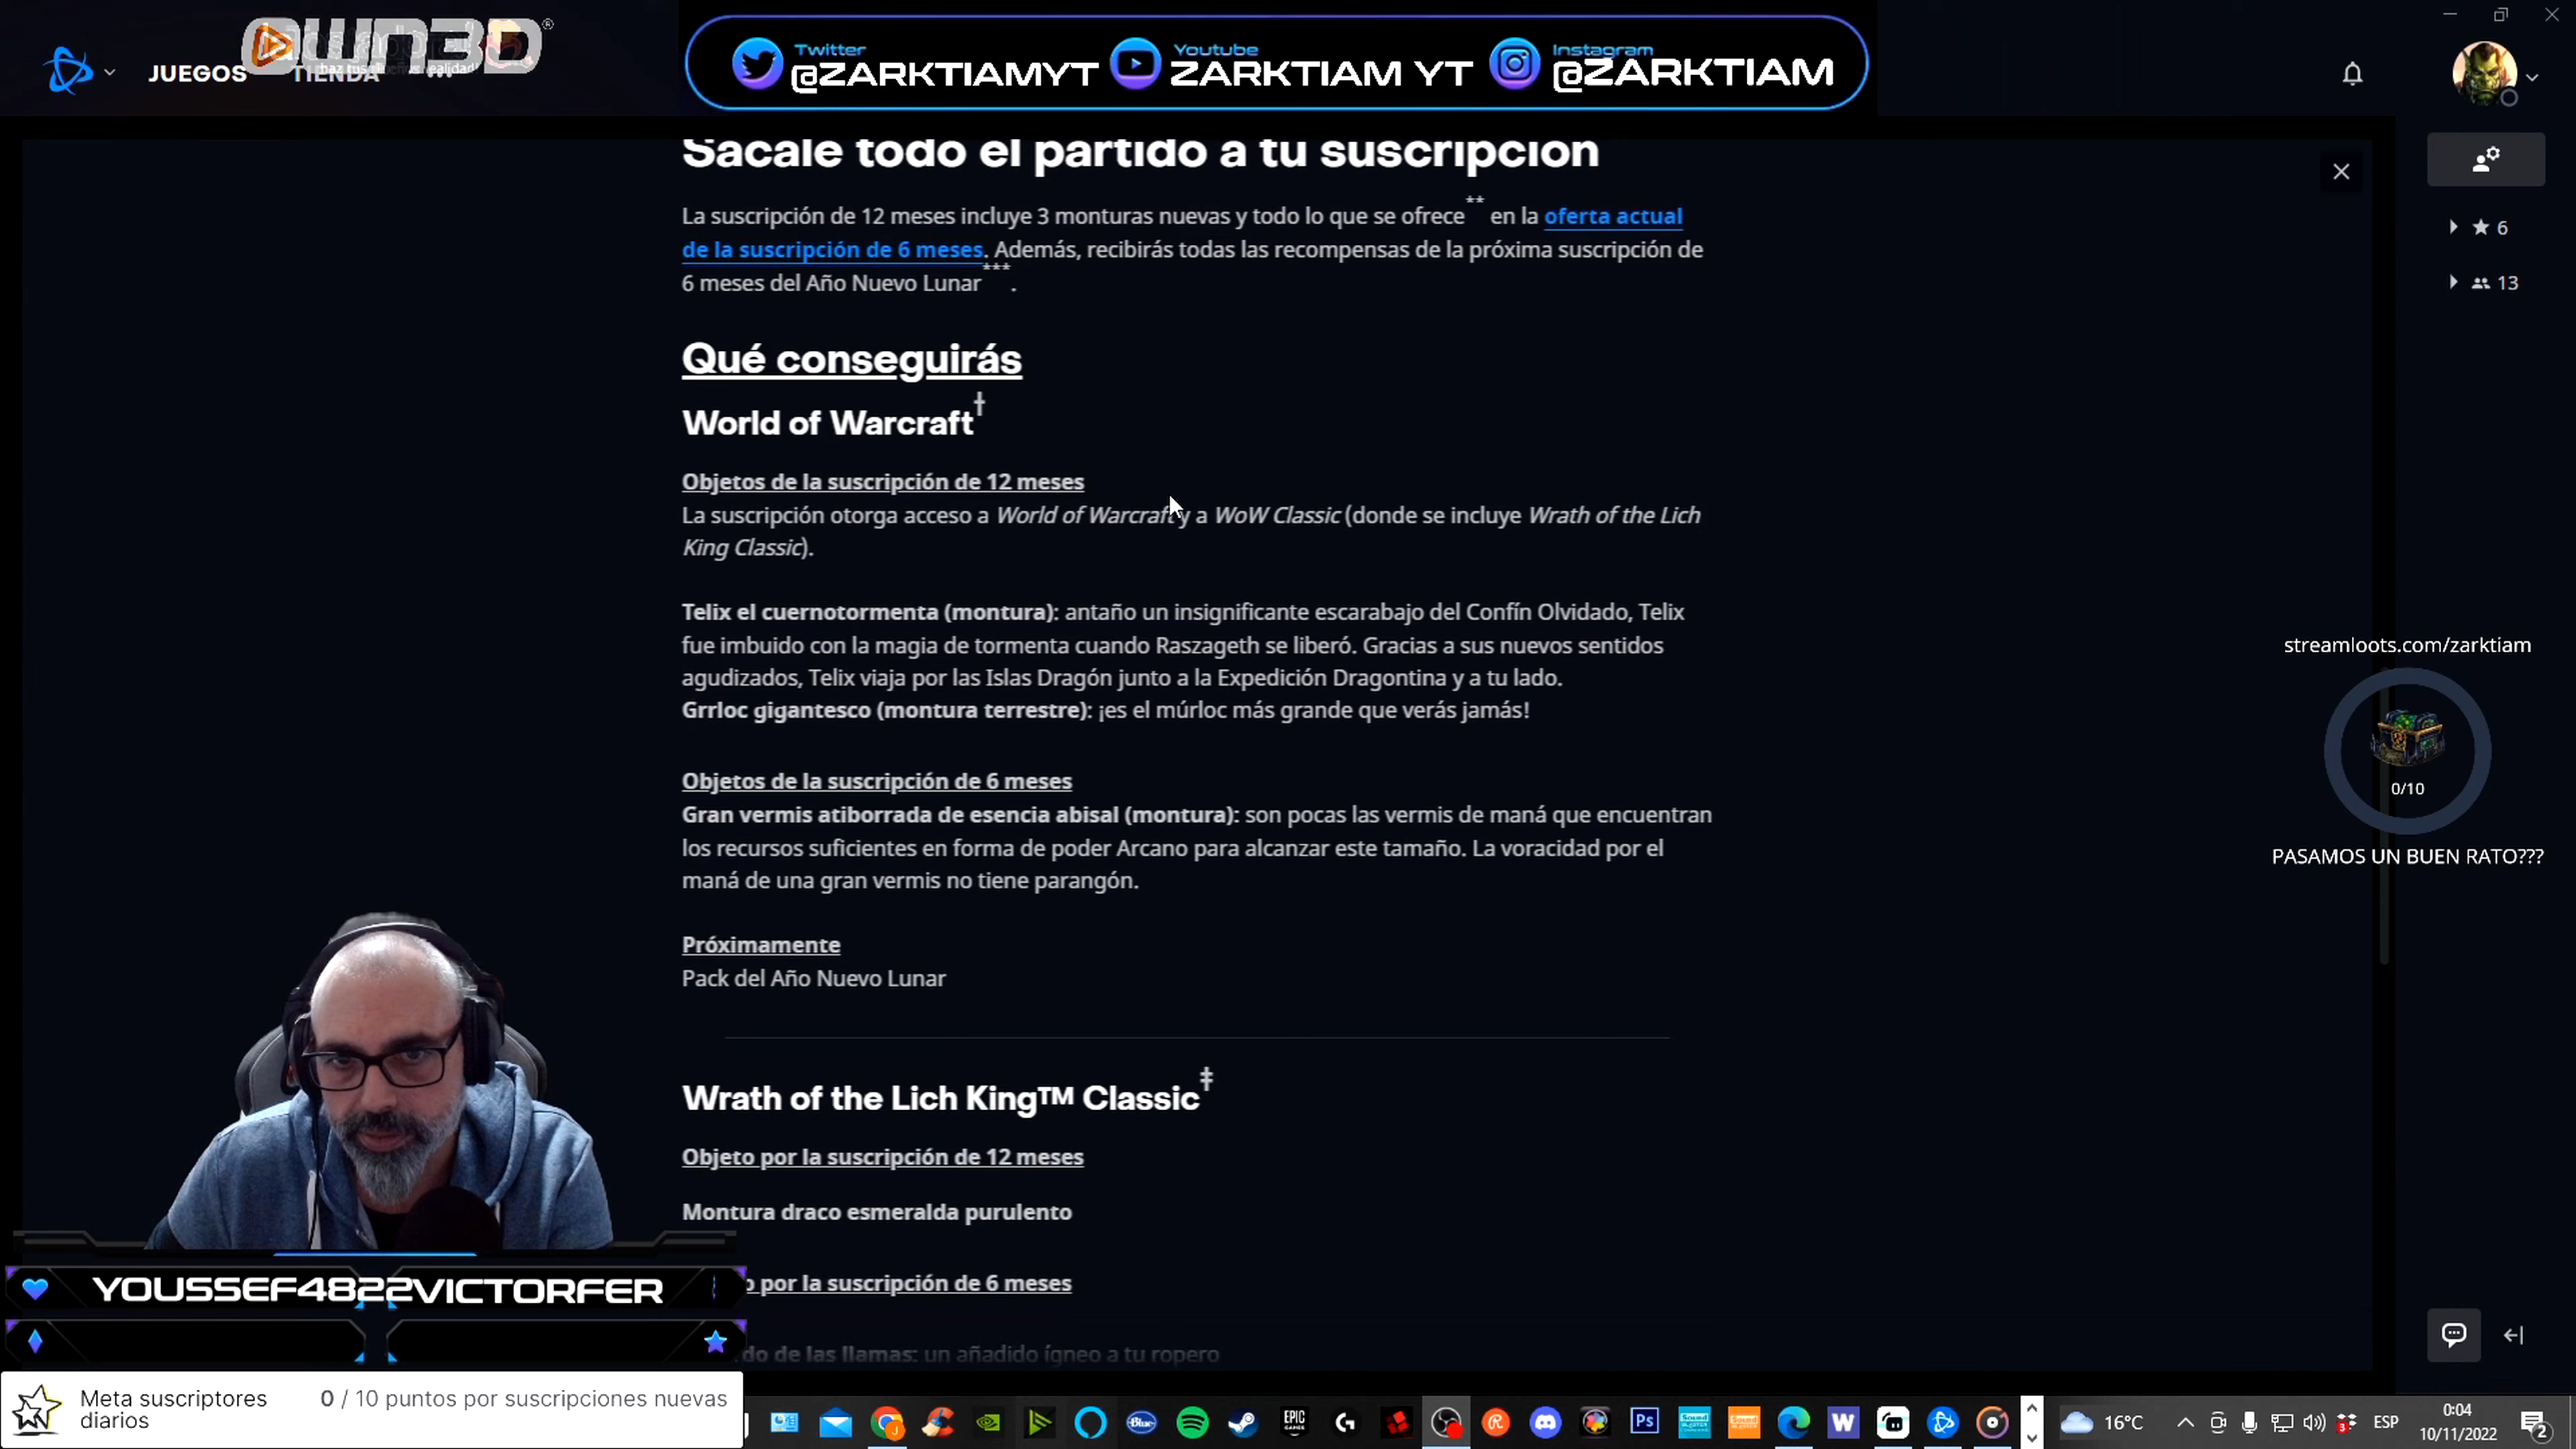 OWN3D
®
JUEGOS
TIENDA
Twitter
@ZARKTIAMYT
Youtube
ZARKTIAM YT
Instagram
@ZARKTIAM
Sácale todo el partido a tu suscripción
La suscripción de 12 meses incluye 3 monturas nuevas y todo lo que se ofrece** en la oferta actual
de la suscripción de 6 meses. Además, recibirás todas las recompensas de la próxima suscripción de
6 meses del Año Nuevo Lunar***.
Qué conseguirás
World of Warcraft†
Objetos de la suscripción de 12 meses
La suscripción otorga acceso a World of Warcraft y a WoW Classic (donde se incluye Wrath of the Lich
King Classic).
Telix el cuernotormenta (montura): antaño un insignificante escarabajo del Confín Olvidado, Telix
fue imbuido con la magia de tormenta cuando Raszageth se liberó. Gracias a sus nuevos sentidos
agudizados, Telix viaja por las Islas Dragón junto a la Expedición Dragontina y a tu lado.
Grrloc gigantesco (montura terrestre): ¡es el múrloc más grande que verás jamás!
Objetos de la suscripción de 6 meses
Gran vermis atiborrada de esencia abisal (montura): son pocas las vermis de maná que encuentran
los recursos suficientes en forma de poder Arcano para alcanzar este tamaño. La voracidad por el
maná de una gran vermis no tiene parangón.
Próximamente
Pack del Año Nuevo Lunar
Wrath of the Lich King™ Classic‡
Objeto por la suscripción de 12 meses
Montura draco esmeralda purulento
por la suscripción de 6 meses
de las llamas: un añadido ígneo a tu ropero
6
13
streamloots.com/zarktiam
0/10
PASAMOS UN BUEN RATO???
YOUSSEF4822
VICTORFER
Meta suscriptores
diarios
0 / 10 puntos por suscripciones nuevas
Blue
EPIC
GAMES
Ps
W
16°C
3
ESP
0:04
10/11/2022
2